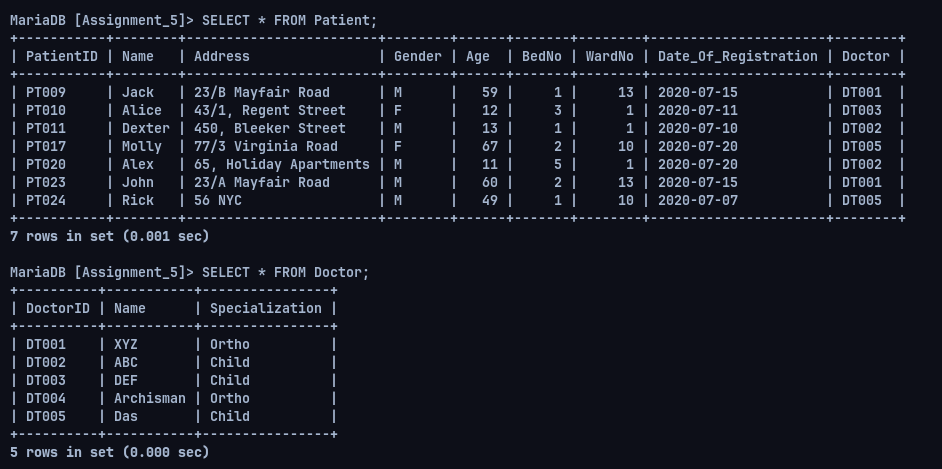 MariaDB [Assignment_5]> SELECT * FROM Patient;
+-----------+--------+------------------------+--------+------+-------+--------+----------------------+--------+
| PatientID | Name   | Address                | Gender | Age  | BedNo | WardNo | Date_Of_Registration | Doctor |
+-----------+--------+------------------------+--------+------+-------+--------+----------------------+--------+
| PT009     | Jack   | 23/B Mayfair Road      | M      |   59 |     1 |     13 | 2020-07-15           | DT001  |
| PT010     | Alice  | 43/1, Regent Street    | F      |   12 |     3 |      1 | 2020-07-11           | DT003  |
| PT011     | Dexter | 450, Bleeker Street    | M      |   13 |     1 |      1 | 2020-07-10           | DT002  |
| PT017     | Molly  | 77/3 Virginia Road     | F      |   67 |     2 |     10 | 2020-07-20           | DT005  |
| PT020     | Alex   | 65, Holiday Apartments | M      |   11 |     5 |      1 | 2020-07-20           | DT002  |
| PT023     | John   | 23/A Mayfair Road      | M      |   60 |     2 |     13 | 2020-07-15           | DT001  |
| PT024     | Rick   | 56 NYC                 | M      |   49 |     1 |     10 | 2020-07-07           | DT005  |
+-----------+--------+------------------------+--------+------+-------+--------+----------------------+--------+
7 rows in set (0.001 sec)

MariaDB [Assignment_5]> SELECT * FROM Doctor;
+----------+-----------+----------------+
| DoctorID | Name      | Specialization |
+----------+-----------+----------------+
| DT001    | XYZ       | Ortho          |
| DT002    | ABC       | Child          |
| DT003    | DEF       | Child          |
| DT004    | Archisman | Ortho          |
| DT005    | Das       | Child          |
+----------+-----------+----------------+
5 rows in set (0.000 sec)